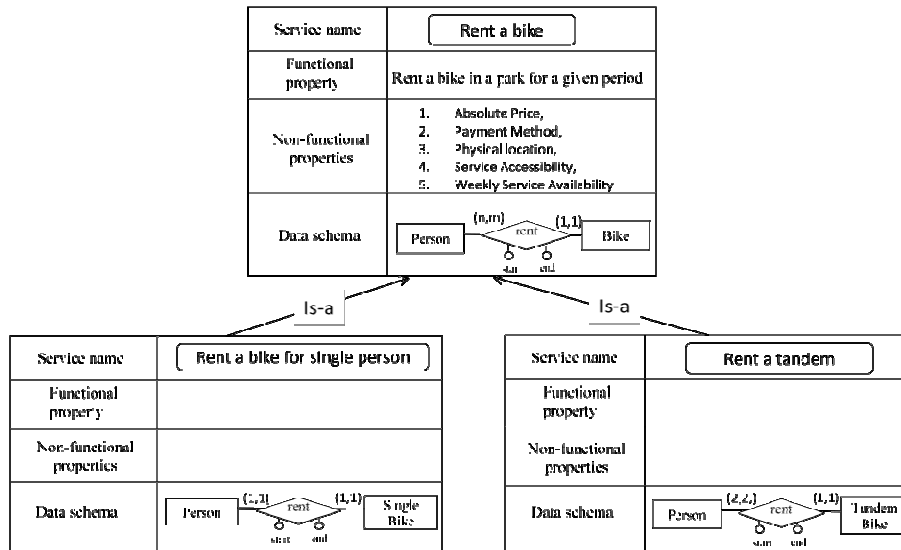 Service name
Rent a bike
Functional
property
Rent a bike in a park for a given period
Non-functional
properties
1. Absolute Price,
2. Payment Method,
3. Physical location,
4. Service Accessibility,
5. Weekly Service Availability
Data schema
Person
(n,m)
rent
(1,1)
Bike
start
end
Is-a
Is-a
Service name
Rent a bike for single person
Functional
property
Non-functional
properties
Data schema
Person
(1,1)
rent
(1,1)
Single
Bike
start
end
Service name
Rent a tandem
Functional
property
Non-functional
properties
Data schema
Person
(2,2,)
rent
(1,1)
Tandem
Bike
start
end